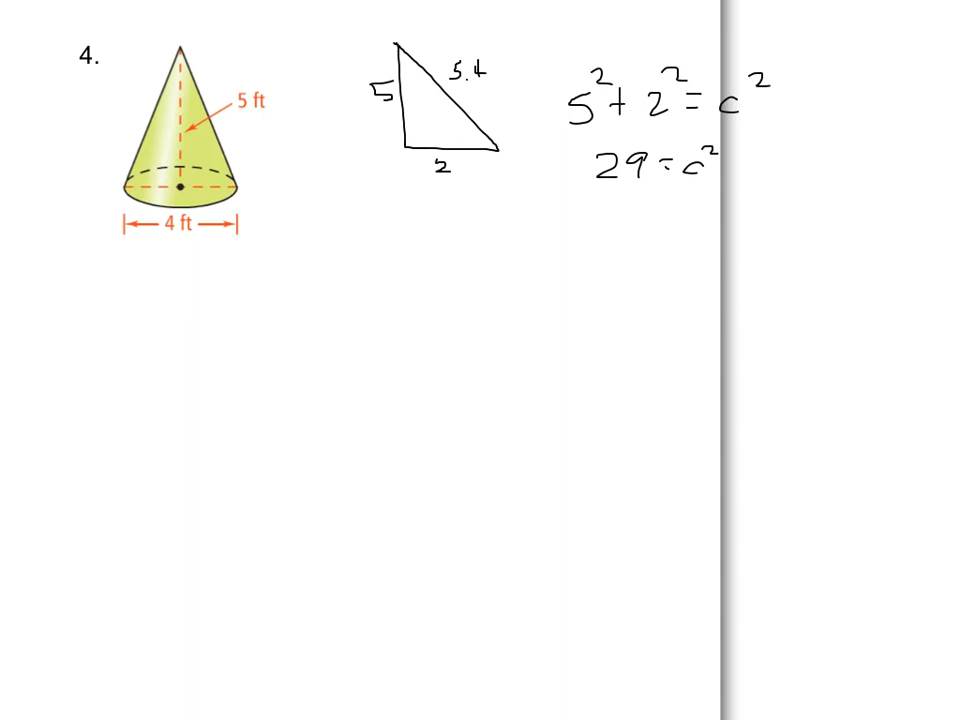 4.
5 ft
4 ft
5
5.4
2
5² + 2² = c²
29 = c²